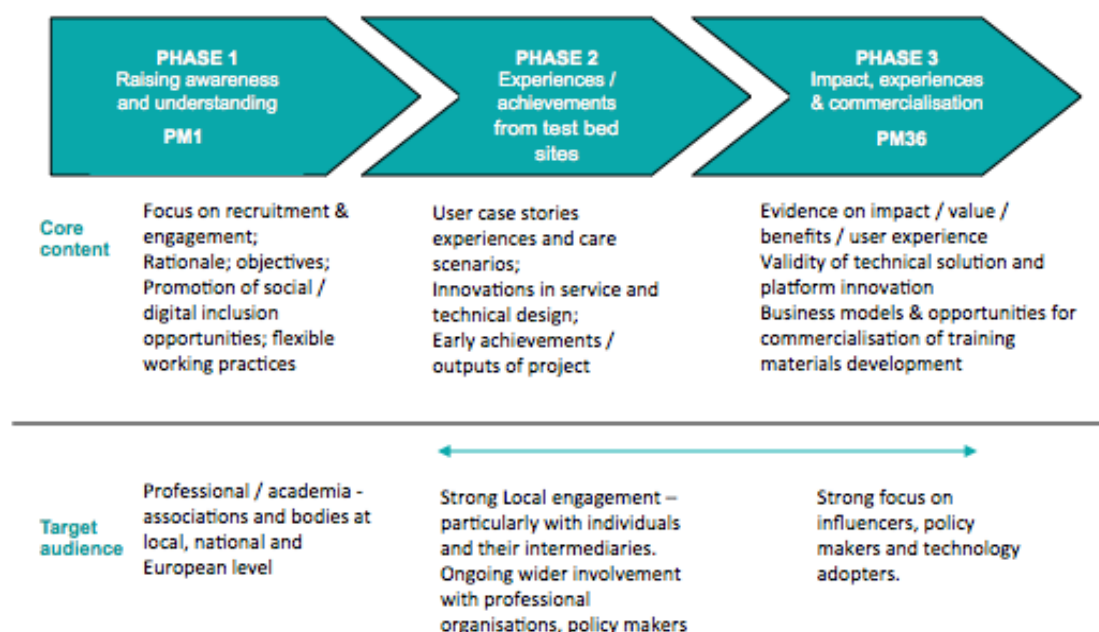 PHASE 1
Raising awareness
and understanding
PM1
PHASE 2
Experiences /
achievements
from test bed
sites
PHASE 3
Impact, experiences
& commercialisation
PM36
Core
content
Focus on recruitment &
engagement;
Rationale; objectives;
Promotion of social /
digital inclusion
opportunities; flexible
working practices
User case stories
experiences and care
scenarios;
Innovations in service and
technical design;
Early achievements /
outputs of project
Evidence on impact / value /
benefits / user experience
Validity of technical solution and
platform innovation
Business models & opportunities for
commercialisation of training
materials development
Target
audience
Professional / academia -
associations and bodies at
local, national and
European level
Strong Local engagement –
particularly with individuals
and their intermediaries.
Ongoing wider involvement
with professional
organisations, policy makers
Strong focus on
influencers, policy
makers and technology
adopters.